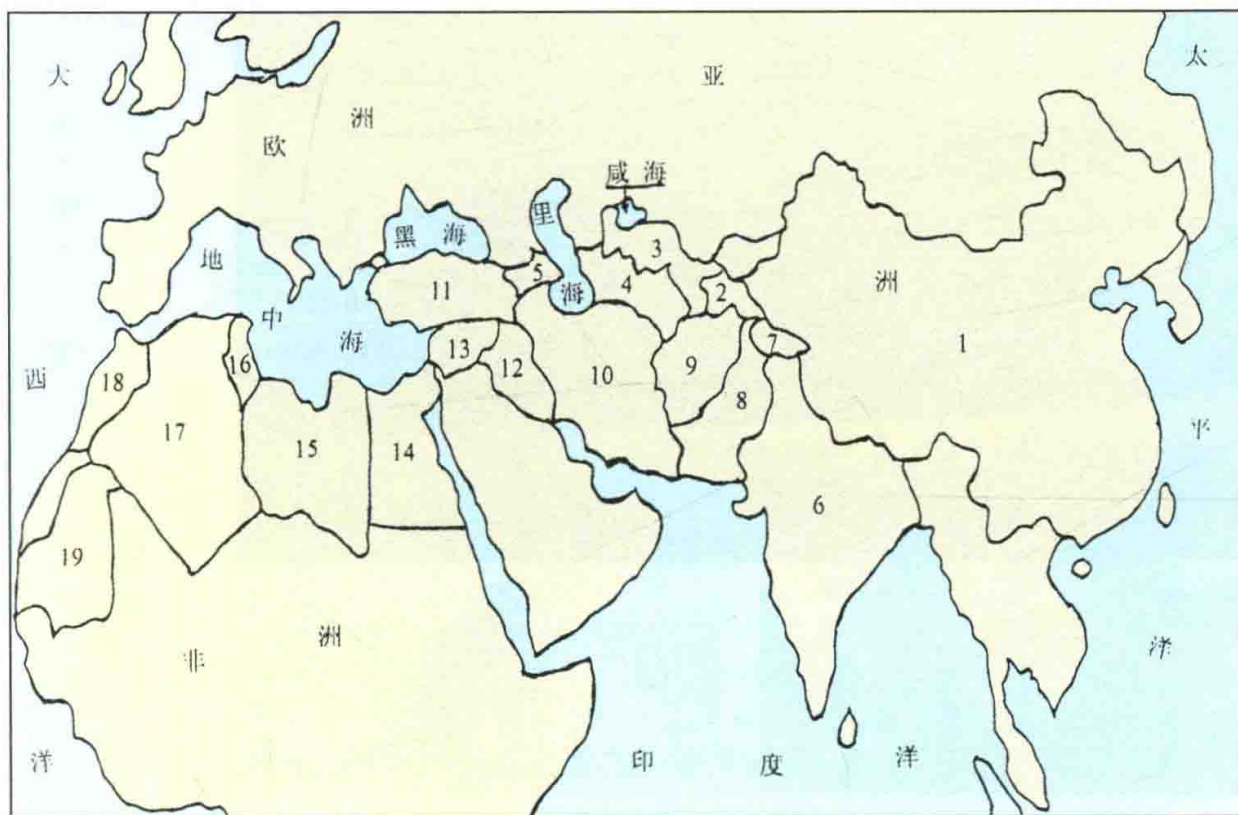 大 亚 太
洲
欧
咸 海
里
黑 海
3
地 洲
5 4 2
11 海
中
海 13 12 7 1
16 10 9
西 18 8
17 15 14 平
6
19
洲
非 洋
洋 印 度 洋